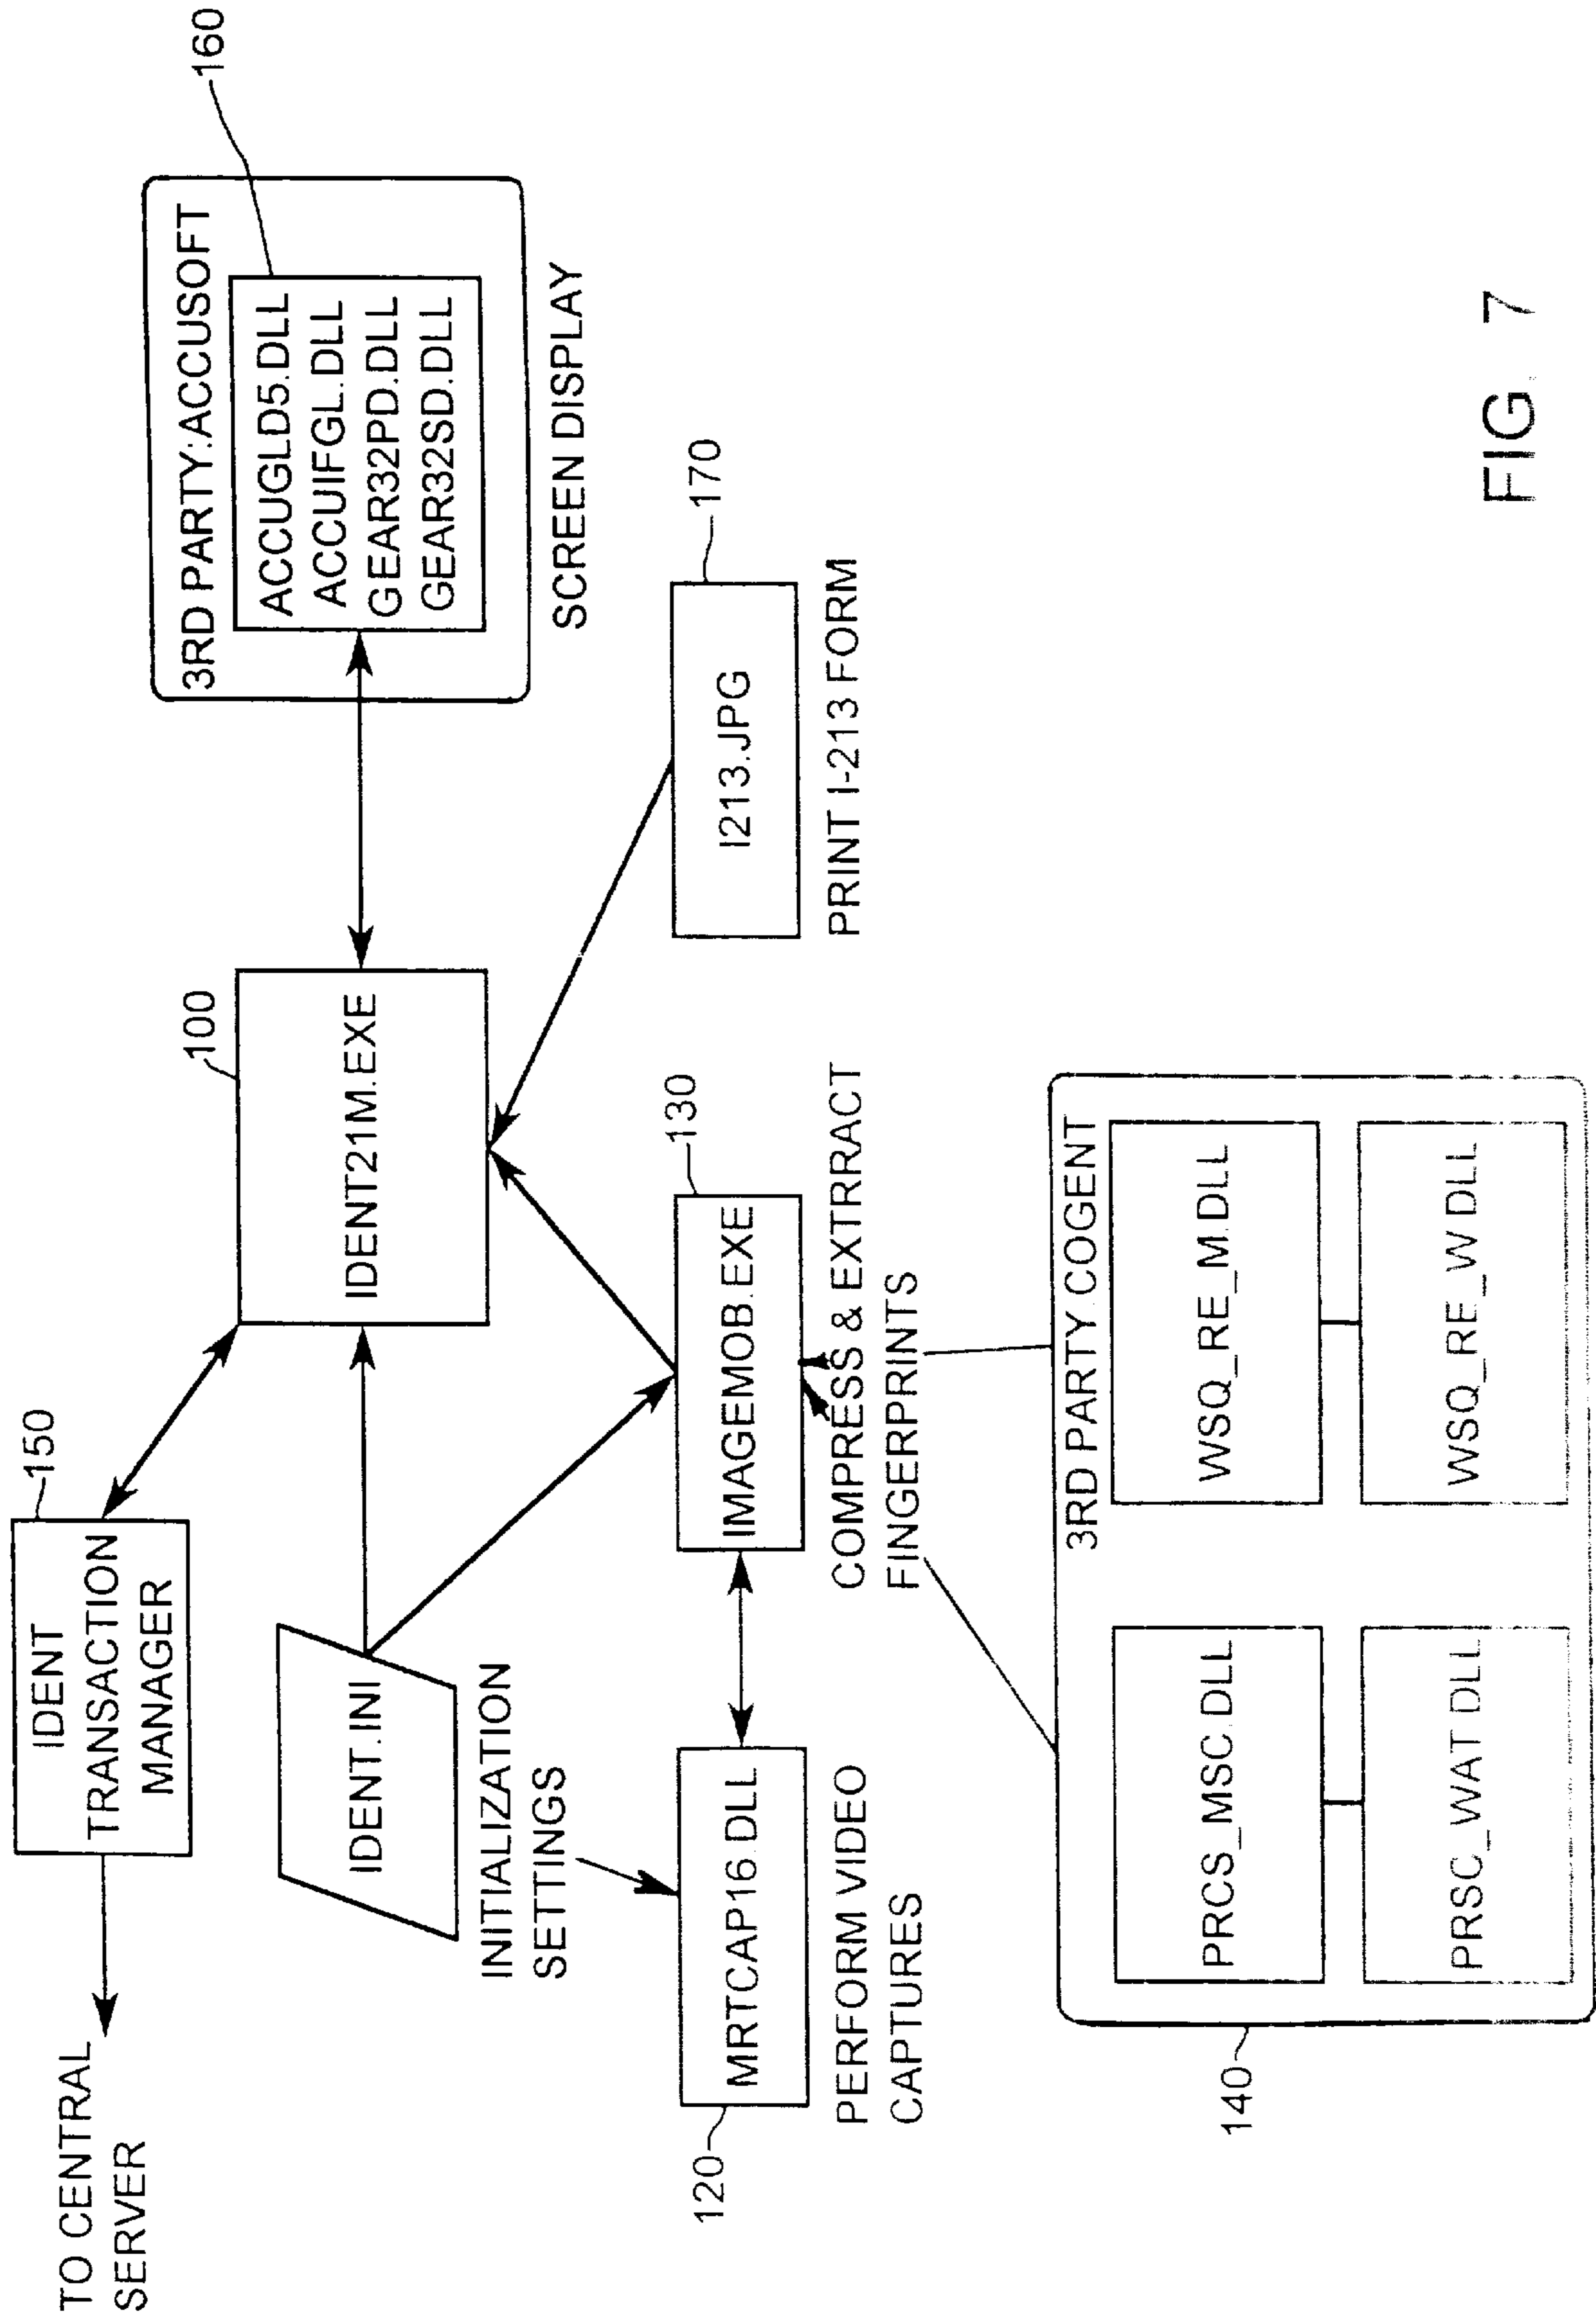 TO CENTRAL
SERVER
150
IDENT
TRANSACTION
MANAGER
100
IDENT21M.EXE
160
3RD PARTY:ACCUSOFT
ACCUGLD5.DLL
ACCUIFGL.DLL
GEAR32PD.DLL
GEAR32SD.DLL
SCREEN DISPLAY
IDENT.INI
INITIALIZATION
SETTINGS
120
MRTCAP16.DLL
PERFORM VIDEO
CAPTURES
130
IMAGEMOB.EXE
COMPRESS & EXTRRACT
FINGERPRINTS
170
I213.JPG
PRINT I-213 FORM
140
3RD PARTY.COGENT
PRCS_MSC.DLL
PRSC_WAT.DLL
WSQ_RE_M.DLL
WSQ_RE_W.DLL
FIG. 7